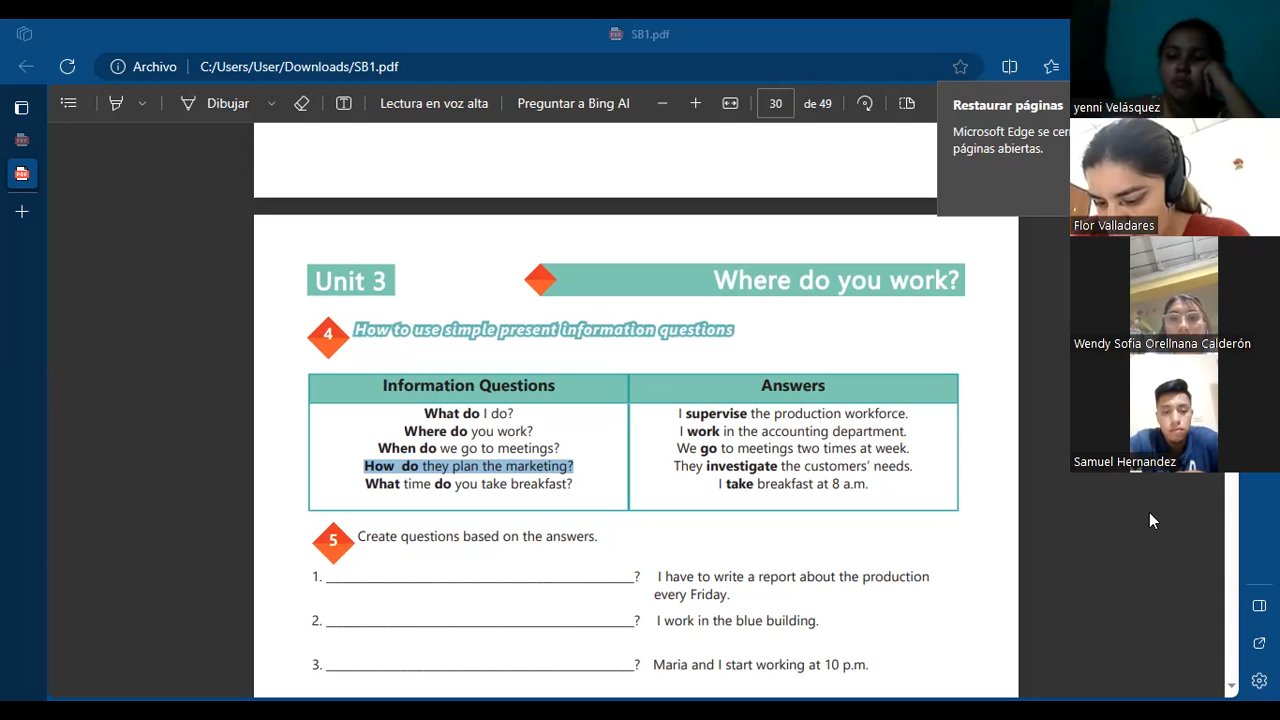 SB1.pdf
Archivo C:/Users/User/Downloads/SB1.pdf
Dibujar Lectura en voz alta Preguntar a Bing AI 30 de 49
Restaurar páginas
Microsoft Edge se cer
páginas abiertas.
yenni Velásquez
Flor Valladares
Wendy Sofia Orellnana Calderón
Samuel Hernandez
Unit 3 Where do you work?
4 How to use simple present information questions
Information Questions Answers
What do I do? I supervise the production workforce.
Where do you work? I work in the accounting department.
When do we go to meetings? We go to meetings two times at week.
How do they plan the marketing? They investigate the customers' needs.
What time do you take breakfast? I take breakfast at 8 a.m.
5 Create questions based on the answers.
1. ______________________________________? I have to write a report about the production
every Friday.
2. ______________________________________? I work in the blue building.
3. ______________________________________? Maria and I start working at 10 p.m.